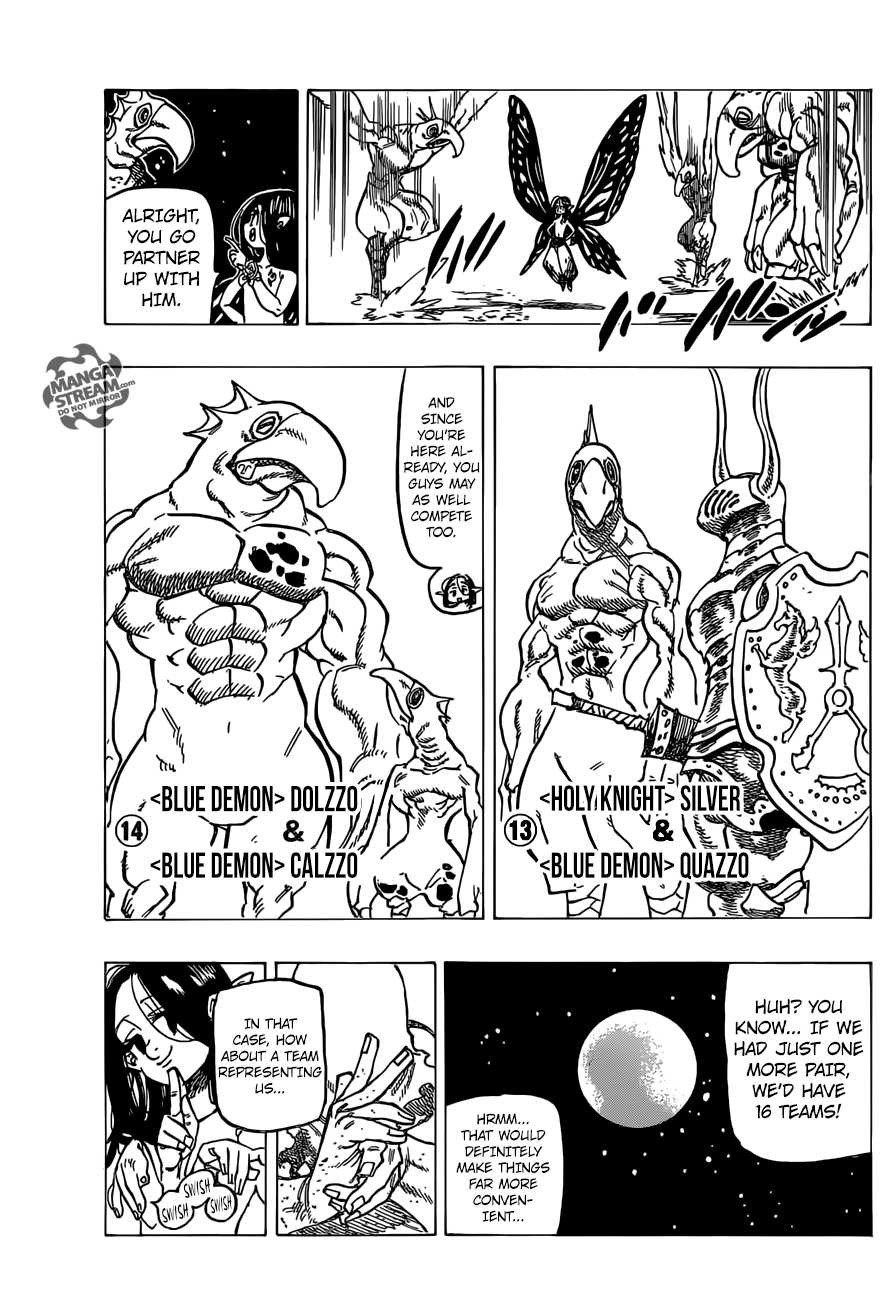 ALRIGHT,
YOU GO
PARTNER
UP WITH
HIM.
MANGA
STREAM.com
DO NOT MIRROR
<HOLY KNIGHT> SILVER
13 &
<BLUE DEMON> QUAZZO
AND
SINCE
YOU'RE
HERE AL-
READY, YOU
GUYS MAY
AS WELL
COMPETE
TOO.
<BLUE DEMON> DOLZZO
14 &
<BLUE DEMON> CALZZO
HUH? YOU
KNOW... IF WE
HAD JUST ONE
MORE PAIR,
WE'D HAVE
16 TEAMS!
HRMM...
THAT WOULD
DEFINITELY
MAKE THINGS
FAR MORE
CONVEN-
IENT...
IN THAT
CASE, HOW
ABOUT A TEAM
REPRESENTING
US...
SWISH
SWISH
SWISH